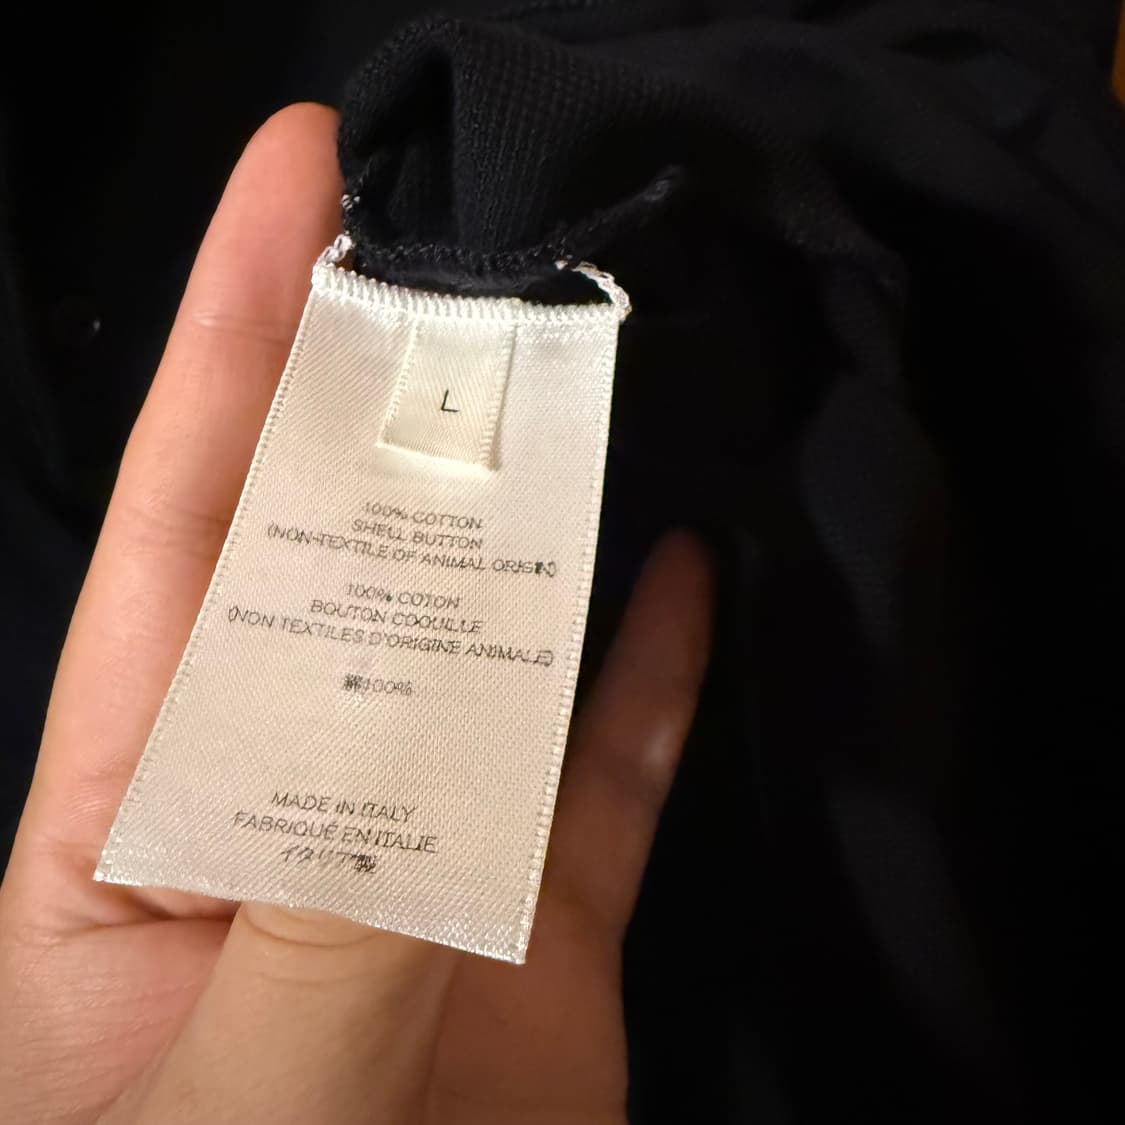 L
100% COTTON
SHELL BUTTON
(NON-TEXTILE OF ANIMAL ORIGIN)
100% COTON
BOUTON COQUILLE
(NON TEXTILES D'ORIGINE ANIMALE)
綿100%
MADE IN ITALY
FABRIQUÉ EN ITALIE
イタリア製